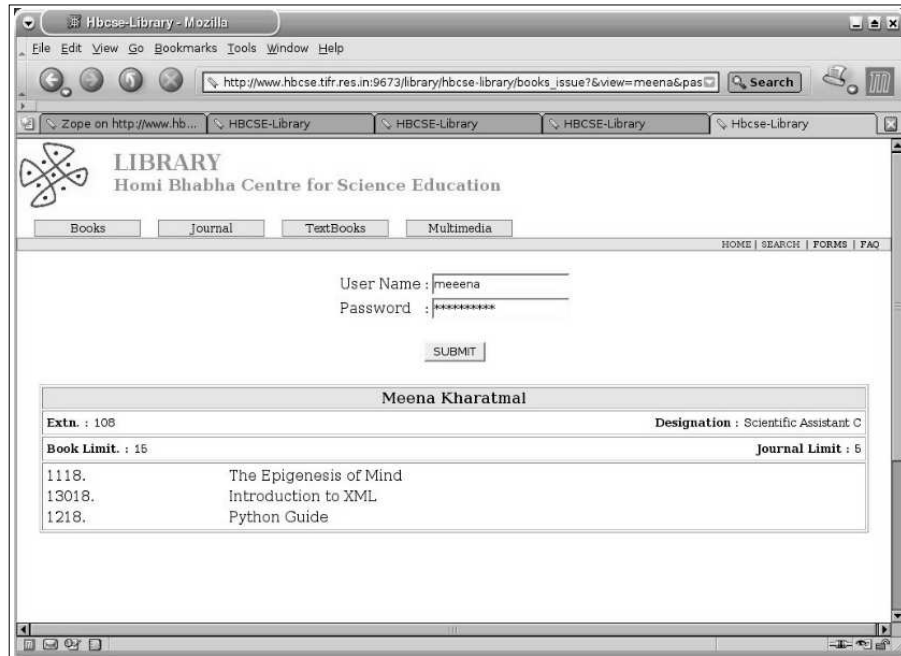 Hbcse-Library - Mozilla
File Edit View Go Bookmarks Tools Window Help
http://www.hbcse.tifr.res.in:9673/library/hbcse-library/books_issue?&view=meena&pas
Search
Zope on http://www.hb... HBCSE-Library HBCSE-Library HBCSE-Library Hbcse-Library
LIBRARY
Homi Bhabha Centre for Science Education
Books Journal TextBooks Multimedia
HOME | SEARCH | FORMS | FAQ
User Name : meeena
Password : **********
SUBMIT
Meena Kharatmal
Extn. : 108 Designation : Scientific Assistant C
Book Limit. : 15 Journal Limit : 5
1118. The Epigenesis of Mind
13018. Introduction to XML
1218. Python Guide